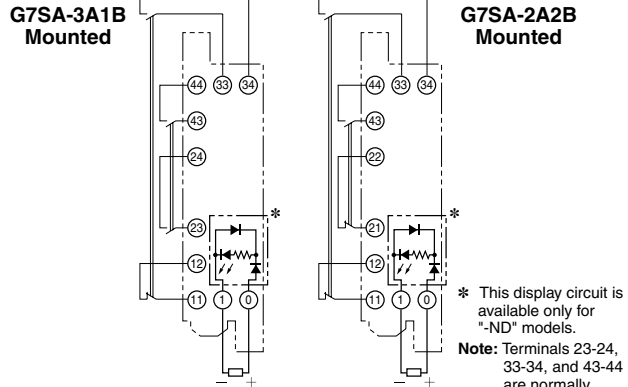 G7SA-3A1B
Mounted
44 33 34
43
24
23
*
12
11 1 0
− +
G7SA-2A2B
Mounted
44 33 34
43
22
21
*
12
11 1 0
− +
* This display circuit is
available only for
"-ND" models.
Note: Terminals 23-24,
33-34, and 43-44
are normally